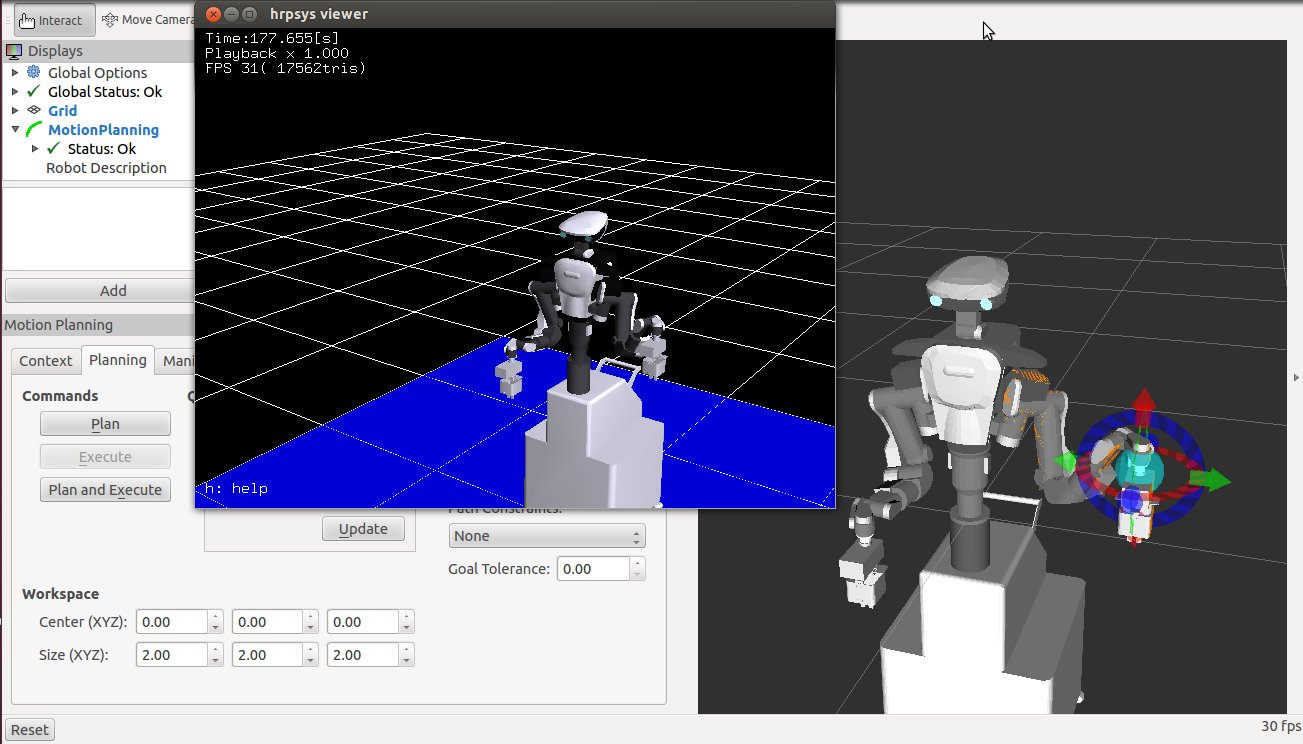 Interact
Move Camera
hrpsys viewer
Time:177.655[s]
Playback x 1.000
FPS 31( 17562tris)
Displays
Global Options
Global Status: Ok
Grid
MotionPlanning
Status: Ok
Robot Description
Add
Motion Planning
Context
Planning
Mani
Commands
Plan
Execute
Plan and Execute
h: help
Update
Path Constraints:
None
Goal Tolerance: 0.00
Workspace
Center (XYZ): 0.00 0.00 0.00
Size (XYZ): 2.00 2.00 2.00
Reset
30 fps